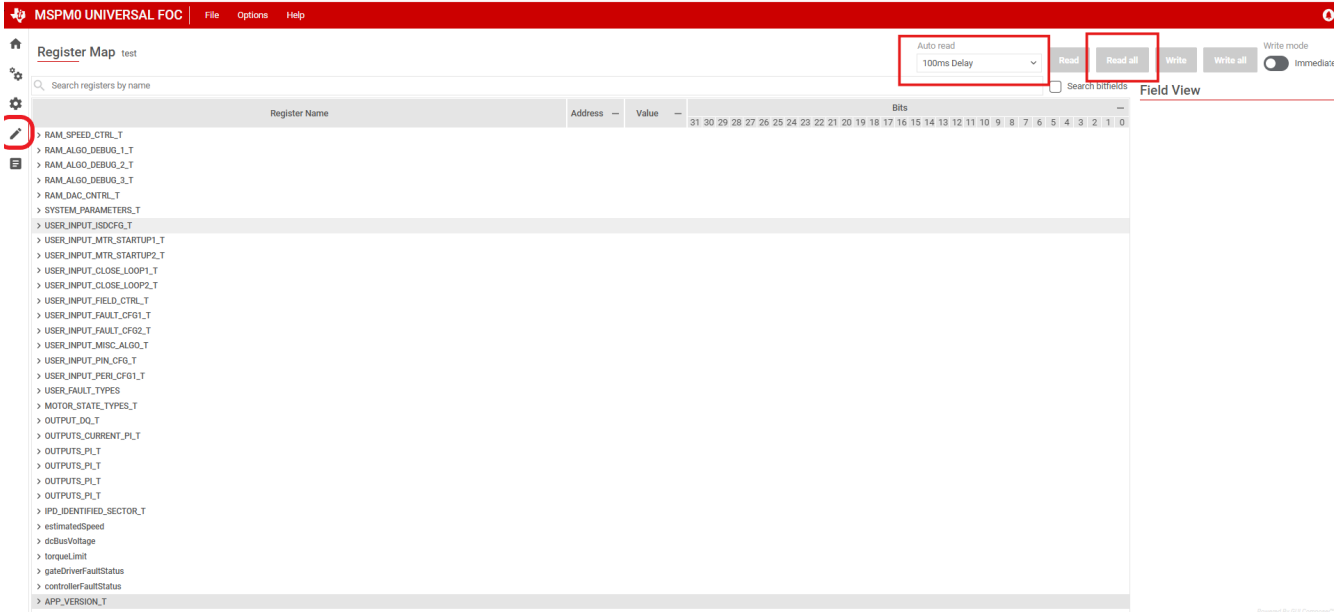 MSPM0 UNIVERSAL FOC File Options Help
Register Map test
Auto read
100ms Delay
Read Read all Write Write all
Write mode
Immediate
Search registers by name
Search bitfields
Field View
Register Name Address Value Bits
31 30 29 28 27 26 25 24 23 22 21 20 19 18 17 16 15 14 13 12 11 10 9 8 7 6 5 4 3 2 1 0
RAM_SPEED_CTRL_T
RAM_ALGO_DEBUG_1_T
RAM_ALGO_DEBUG_2_T
RAM_ALGO_DEBUG_3_T
RAM_DAC_CNTRL_T
SYSTEM_PARAMETERS_T
USER_INPUT_ISDCFG_T
USER_INPUT_MTR_STARTUP1_T
USER_INPUT_MTR_STARTUP2_T
USER_INPUT_CLOSE_LOOP1_T
USER_INPUT_CLOSE_LOOP2_T
USER_INPUT_FIELD_CTRL_T
USER_INPUT_FAULT_CFG1_T
USER_INPUT_FAULT_CFG2_T
USER_INPUT_MISC_ALGO_T
USER_INPUT_PIN_CFG_T
USER_INPUT_PERI_CFG1_T
USER_FAULT_TYPES
MOTOR_STATE_TYPES_T
OUTPUT_DQ_T
OUTPUTS_CURRENT_PI_T
OUTPUTS_PI_T
OUTPUTS_PI_T
OUTPUTS_PI_T
OUTPUTS_PI_T
IPD_IDENTIFIED_SECTOR_T
estimatedSpeed
dcBusVoltage
torqueLimit
gateDriverFaultStatus
controllerFaultStatus
APP_VERSION_T